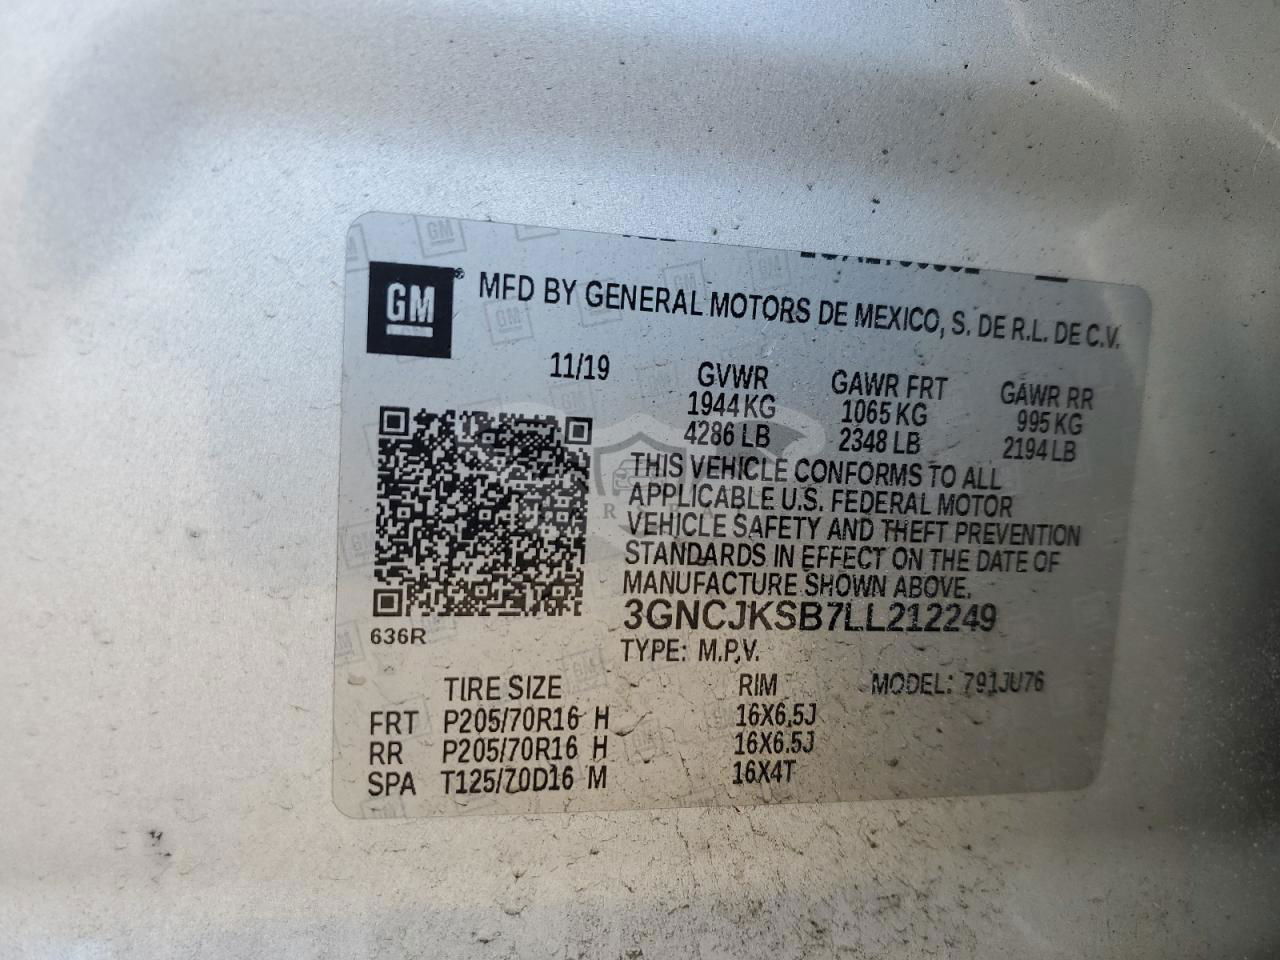 GM MFD BY GENERAL MOTORS DE MEXICO, S. DE R.L. DE C.V.
11/19 GVWR GAWR FRT GAWR RR
1944 KG 1065 KG 995 KG
4286 LB 2348 LB 2194 LB
THIS VEHICLE CONFORMS TO ALL
APPLICABLE U.S. FEDERAL MOTOR
VEHICLE SAFETY AND THEFT PREVENTION
STANDARDS IN EFFECT ON THE DATE OF
MANUFACTURE SHOWN ABOVE.
3GNCJKSB7LL212249
636R
TYPE: M.P.V.
TIRE SIZE RIM MODEL: 791JU76
FRT P205/70R16 H 16X6.5J
RR P205/70R16 H 16X6.5J
SPA T125/70D16 M 16X4T